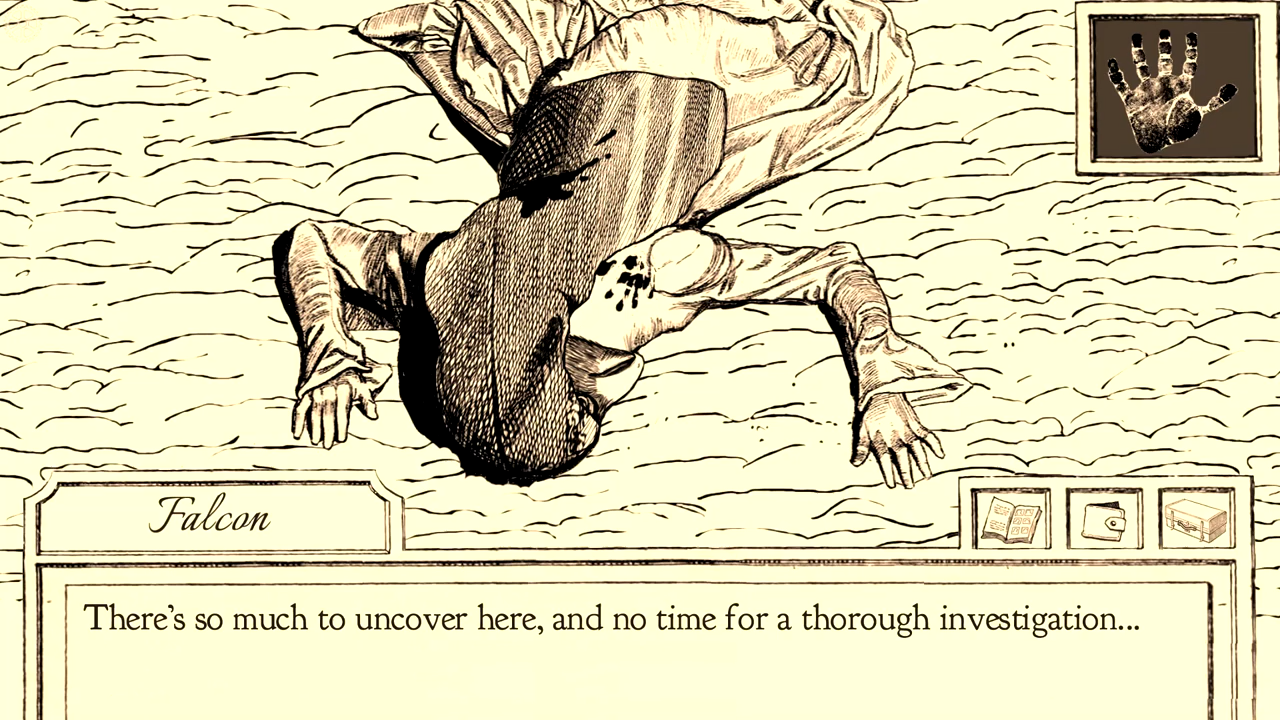 Falcon
There's so much to uncover here, and no time for a thorough investigation...